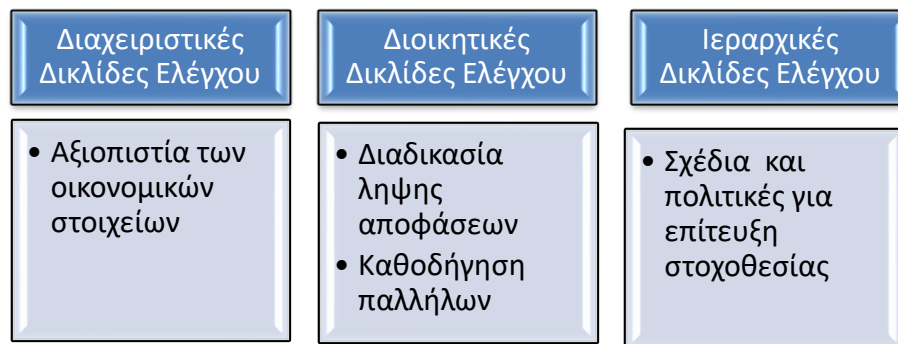 Διαχειριστικές
Δικλίδες Ελέγχου
• Αξιοπιστία των
οικονομικών
στοιχείων
Διοικητικές
Δικλίδες Ελέγχου
• Διαδικασία
ληψης
αποφάσεων
• Καθοδήγηση
παλλήλων
Ιεραρχικές
Δικλίδες Ελέγχου
• Σχέδια και
πολιτικές για
επίτευξη
στοχοθεσίας